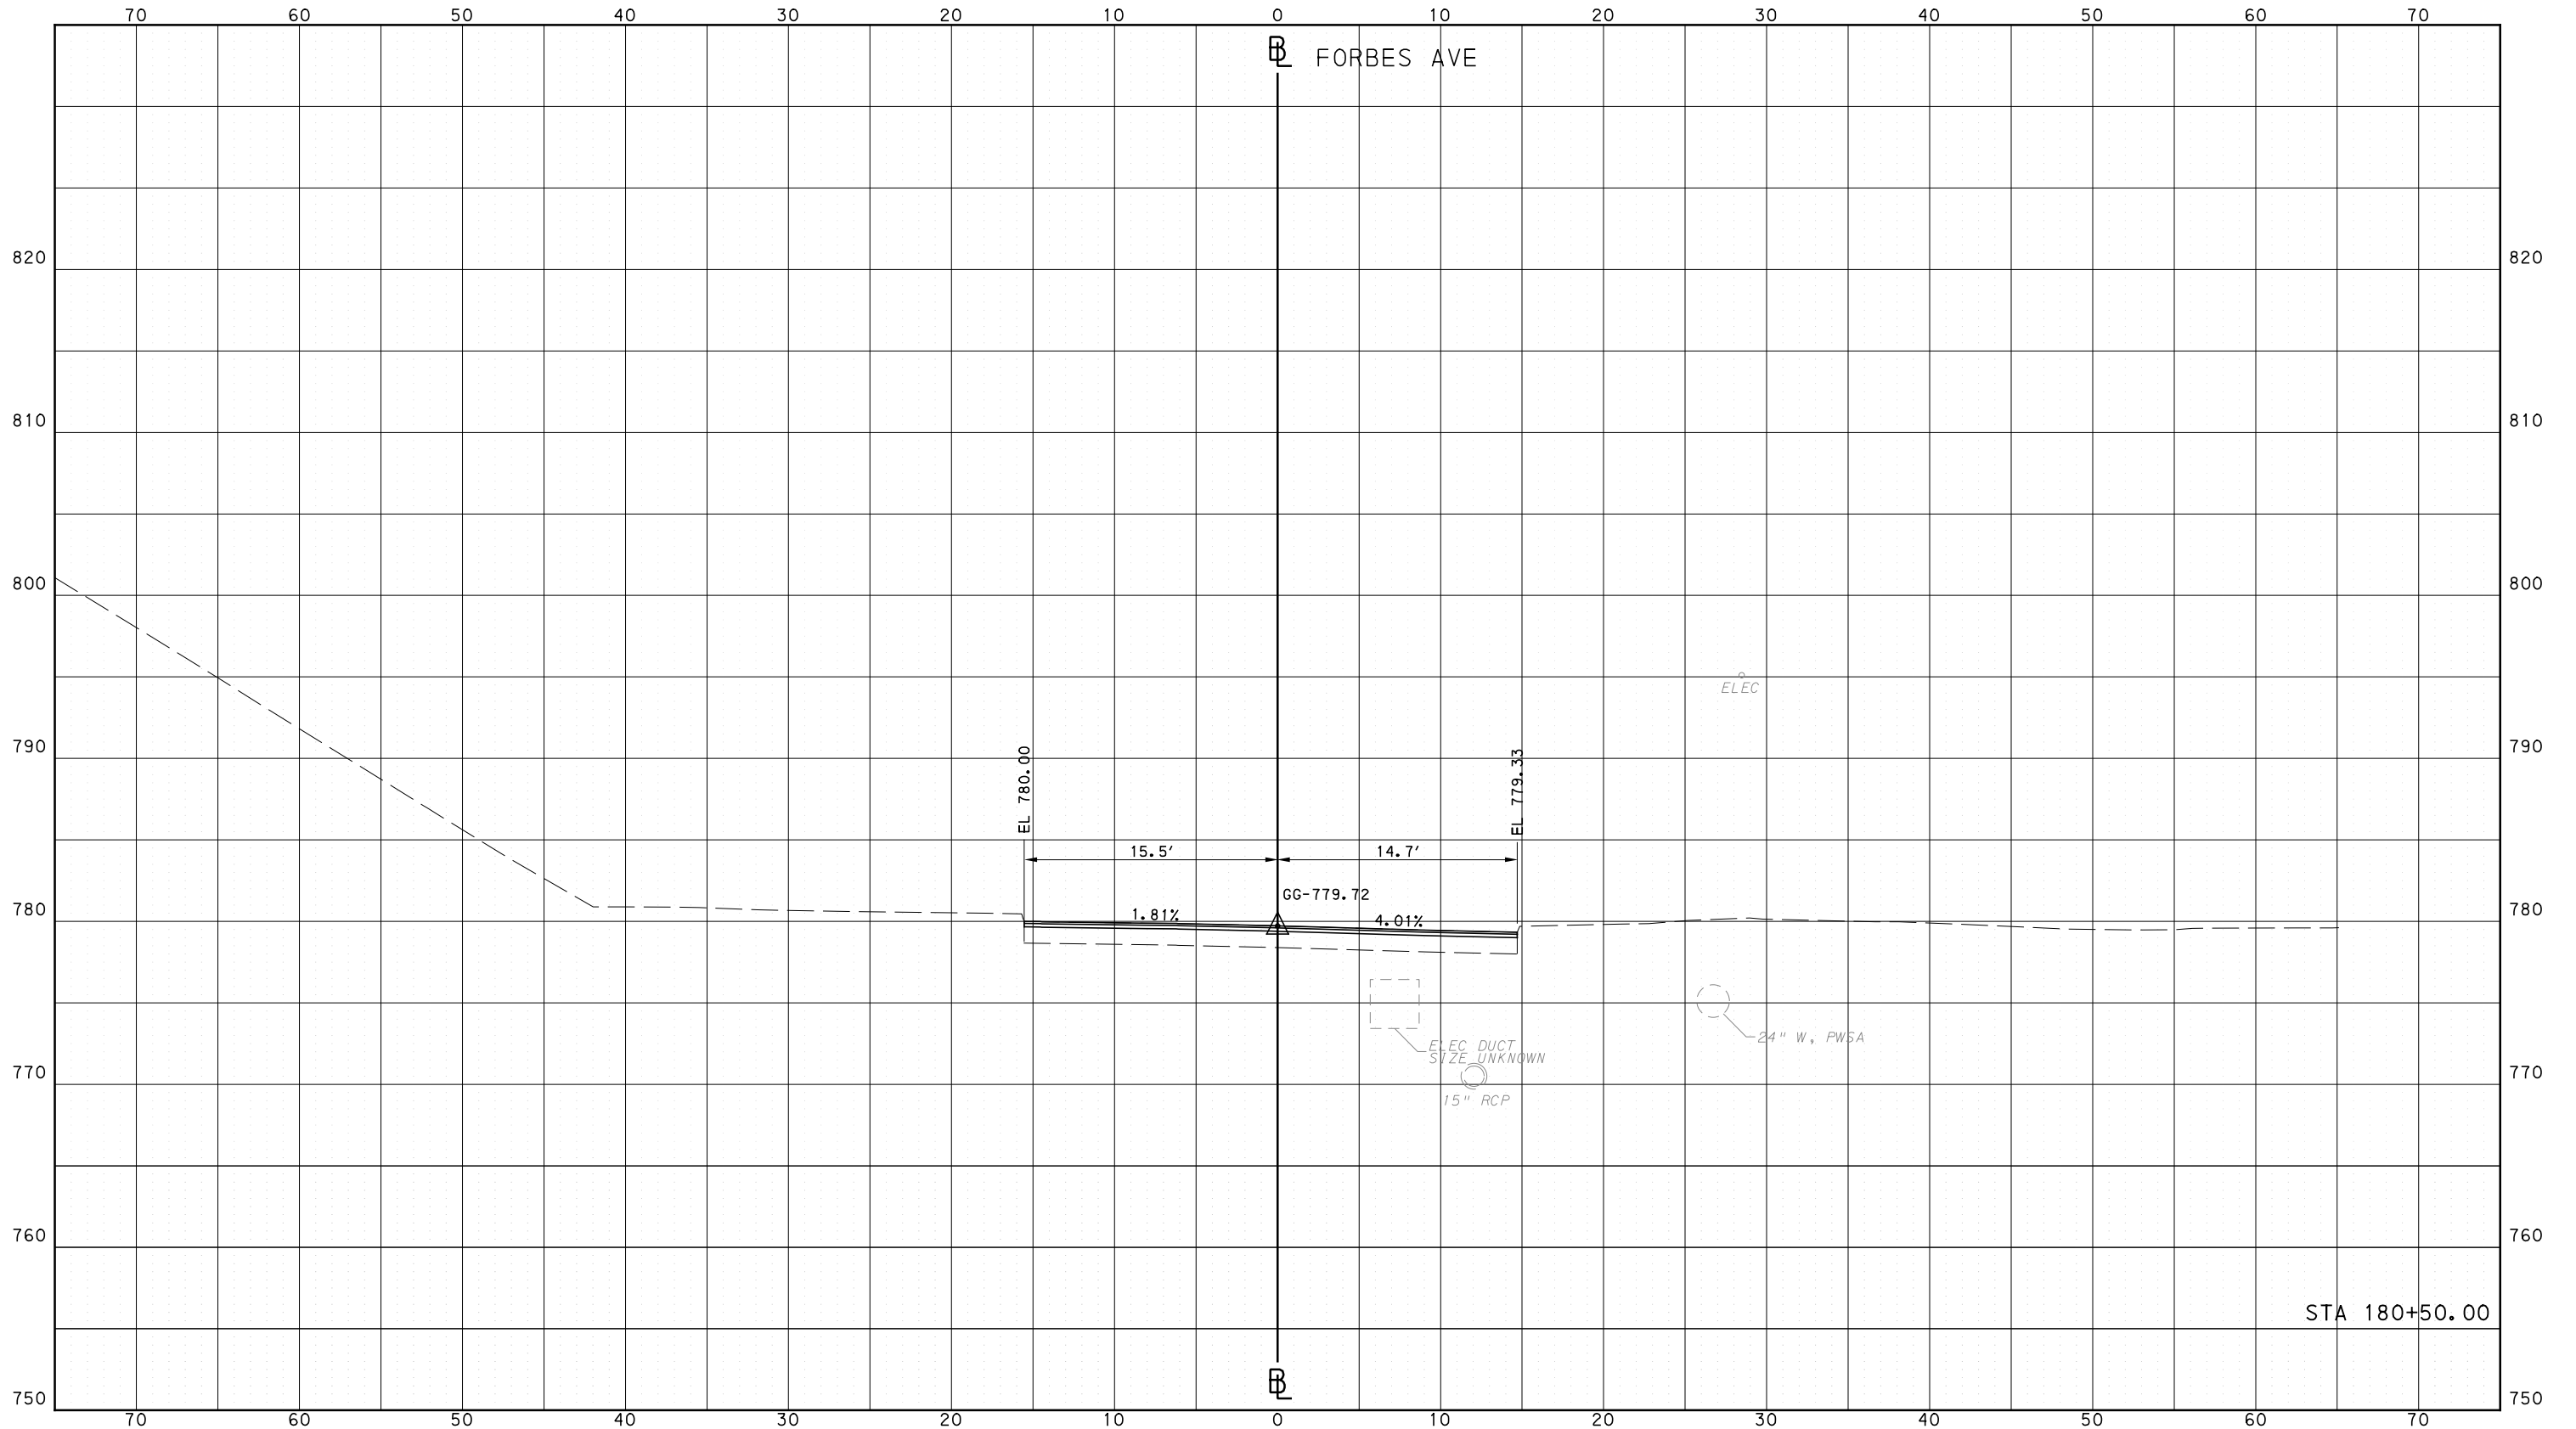 70 60 50 40 30 20 10 0 10 20 30 40 50 60 70
BL FORBES AVE
820 820
810 810
800 800
ELEC
790 790
EL 780.00
EL 779.33
15.5' 14.7'
GG-779.72
780 1.81% 4.01% 780
24" W, PWSA
ELEC DUCT
SIZE UNKNOWN
770 770
15" RCP
760 760
STA 180+50.00
BL
750 750
70 60 50 40 30 20 10 0 10 20 30 40 50 60 70